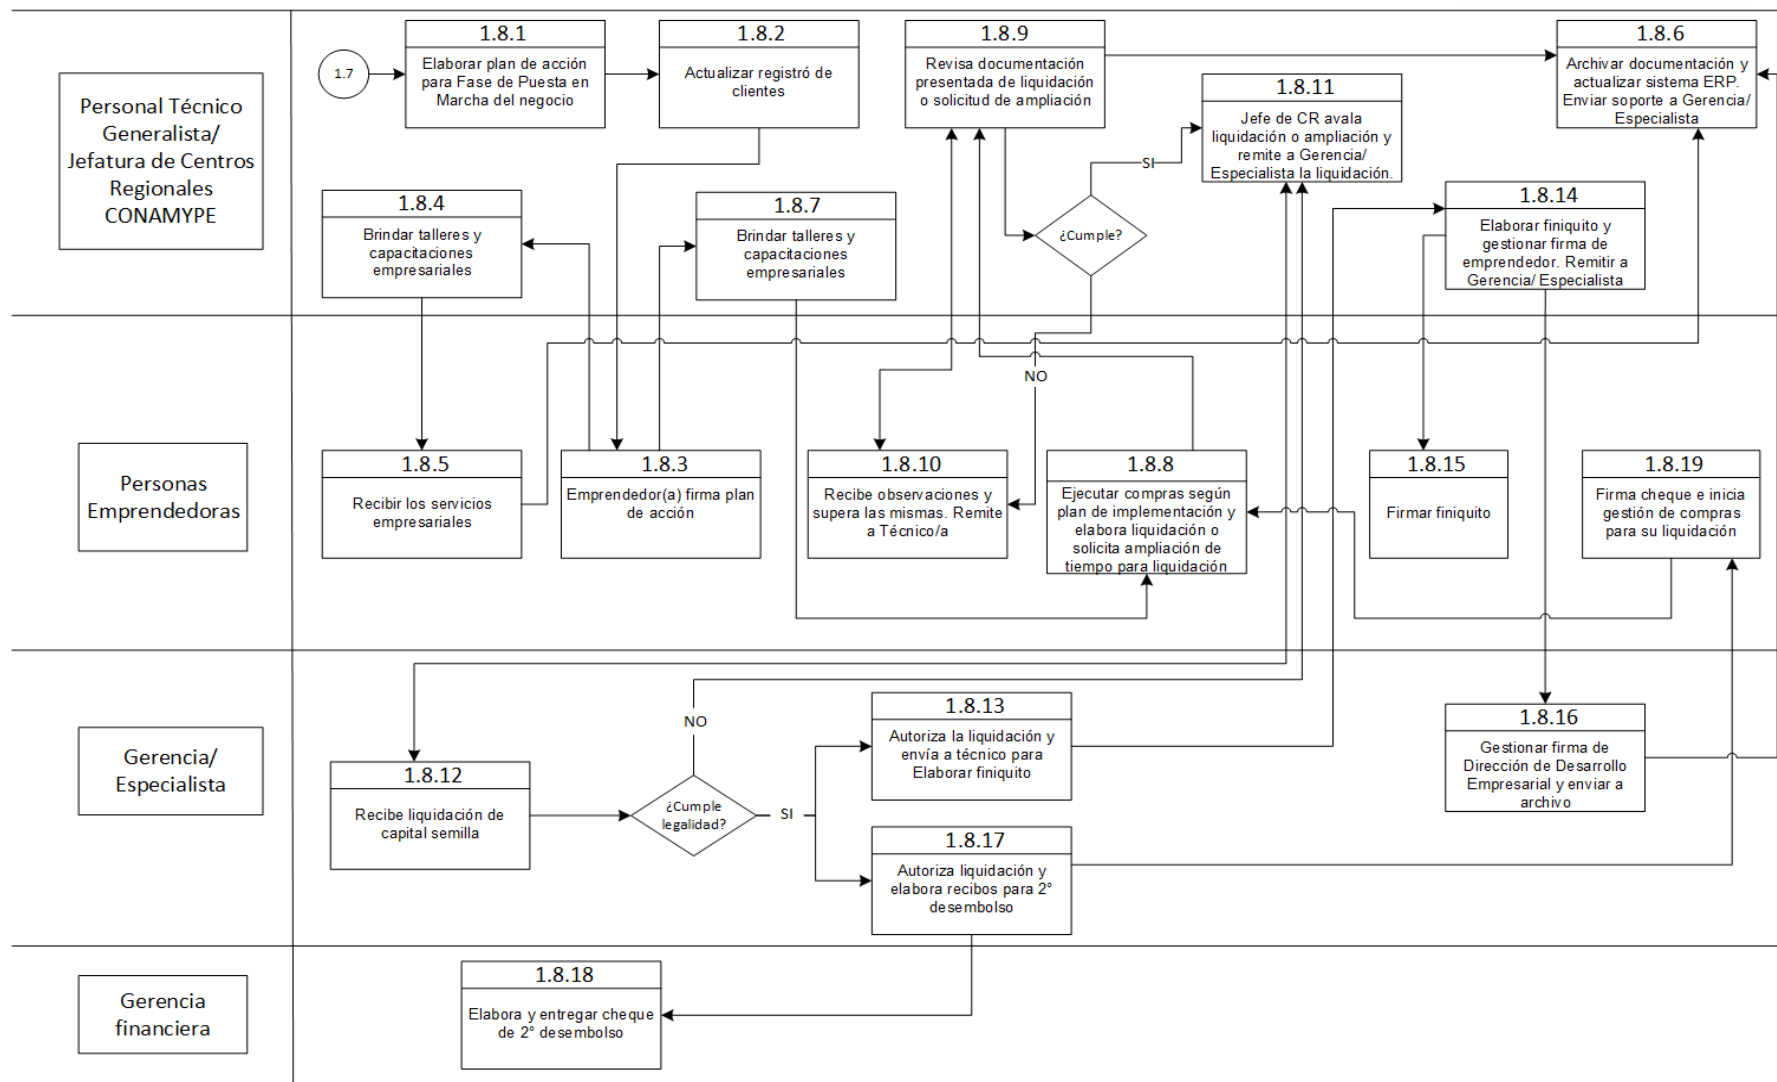 Personal Técnico
Generalista/
Jefatura de Centros
Regionales
CONAMYPE
1.7
1.8.1
Elaborar plan de acción
para Fase de Puesta en
Marcha del negocio
1.8.2
Actualizar registró de
clientes
1.8.9
Revisa documentación
presentada de liquidación
o solicitud de ampliación
1.8.11
Jefe de CR avala
liquidación o ampliación y
remite a Gerencia/
Especialista la liquidación.
1.8.6
Archivar documentación y
actualizar sistema ERP.
Enviar soporte a Gerencia/
Especialista
SI
1.8.4
Brindar talleres y
capacitaciones
empresariales
1.8.7
Brindar talleres y
capacitaciones
empresariales
¿Cumple?
1.8.14
Elaborar finiquito y
gestionar firma de
emprendedor. Remitir a
Gerencia/ Especialista
NO
Personas
Emprendedoras
1.8.5
Recibir los servicios
empresariales
1.8.3
Emprendedor(a) firma plan
de acción
1.8.10
Recibe observaciones y
supera las mismas. Remite
a Técnico/a
1.8.8
Ejecutar compras según
plan de implementación y
elabora liquidación o
solicita ampliación de
tiempo para liquidación
1.8.15
Firmar finiquito
1.8.19
Firma cheque e inicia
gestión de compras
para su liquidación
Gerencia/
Especialista
1.8.12
Recibe liquidación de
capital semilla
NO
¿Cumple
legalidad?
SI
1.8.13
Autoriza la liquidación y
envía a técnico para
Elaborar finiquito
1.8.17
Autoriza liquidación y
elabora recibos para 2°
desembolso
1.8.16
Gestionar firma de
Dirección de Desarrollo
Empresarial y enviar a
archivo
Gerencia
financiera
1.8.18
Elabora y entregar cheque
de 2° desembolso